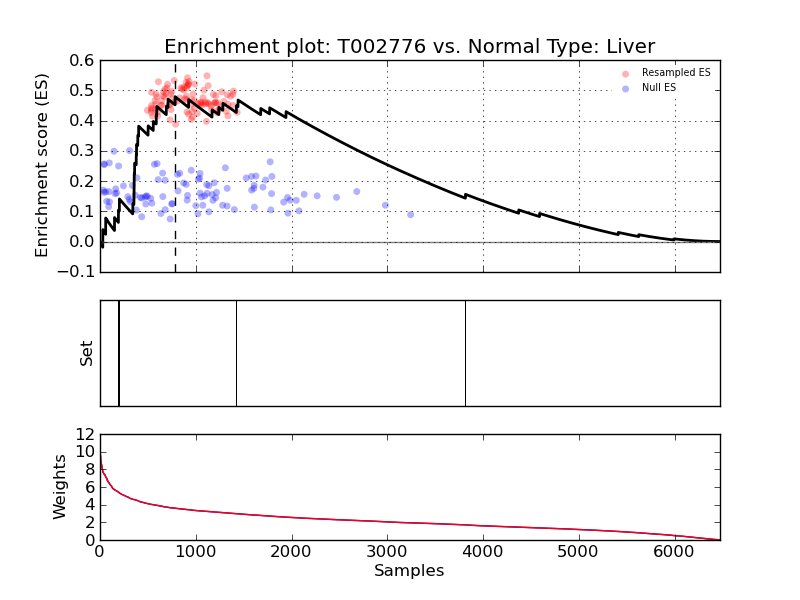 Enrichment plot: T002776 vs. Normal Type: Liver
Enrichment score (ES)
0.6
0.5
0.4
0.3
0.2
0.1
0.0
−0.1
Resampled ES
Null ES
Set
Weights
12
10
8
6
4
2
0
0 1000 2000 3000 4000 5000 6000
Samples